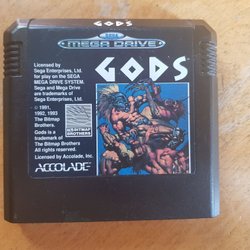 SEGA
MEGA DRIVE
GODS
Licensed by
Sega Enterprises, Ltd.
for play on the SEGA
MEGA DRIVE SYSTEM.
Sega and Mega Drive
are trademarks of
Sega Enterprises, Ltd.
© 1991,
1992, 1993
The Bitmap
Brothers.
BITMAP
BROTHERS
Gods is a
trademark of
The Bitmap Brothers
All rights reserved.
Licensed by Accolade, Inc.
ACCOLADE